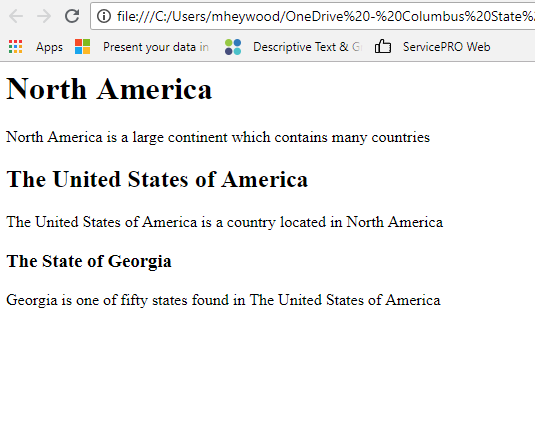 file:///C:/Users/mheywood/OneDrive%20-%20Columbus%20State%
Apps Present your data in Descriptive Text & G ServicePRO Web
North America
North America is a large continent which contains many countries
The United States of America
The United States of America is a country located in North America
The State of Georgia
Georgia is one of fifty states found in The United States of America